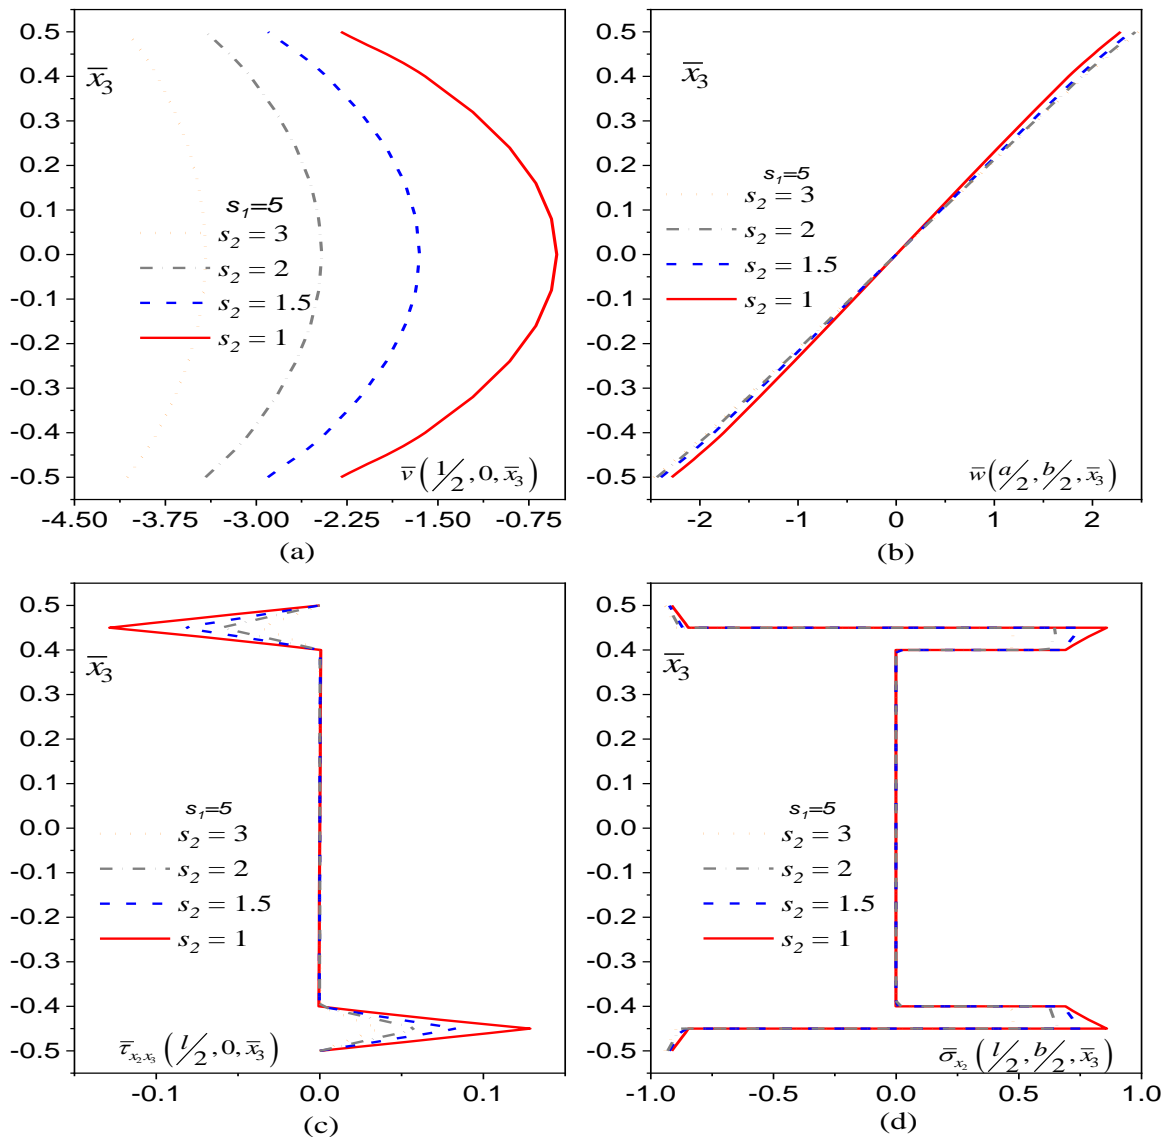 0.5
0.4
0.3
0.2
0.1
0.0
-0.1
-0.2
-0.3
-0.4
-0.5
x̅₃
s₁=5
s₂ = 3
s₂ = 2
s₂ = 1.5
s₂ = 1
v̅(1/2, 0, x̅₃)
-4.50 -3.75 -3.00 -2.25 -1.50 -0.75
(a)
0.5
0.4
0.3
0.2
0.1
0.0
-0.1
-0.2
-0.3
-0.4
-0.5
x̅₃
s₁=5
s₂ = 3
s₂ = 2
s₂ = 1.5
s₂ = 1
w̅(a/2, b/2, x̅₃)
-2 -1 0 1 2
(b)
0.5
0.4
0.3
0.2
0.1
0.0
-0.1
-0.2
-0.3
-0.4
-0.5
x̅₃
s₁=5
s₂ = 3
s₂ = 2
s₂ = 1.5
s₂ = 1
τ̅ₓ₂ₓ₃(l/2, 0, x̅₃)
-0.1 0.0 0.1
(c)
0.5
0.4
0.3
0.2
0.1
0.0
-0.1
-0.2
-0.3
-0.4
-0.5
x̅₃
s₁=5
s₂ = 3
s₂ = 2
s₂ = 1.5
s₂ = 1
σ̅ₓ₂(l/2, b/2, x̅₃)
-1.0 -0.5 0.0 0.5 1.0
(d)